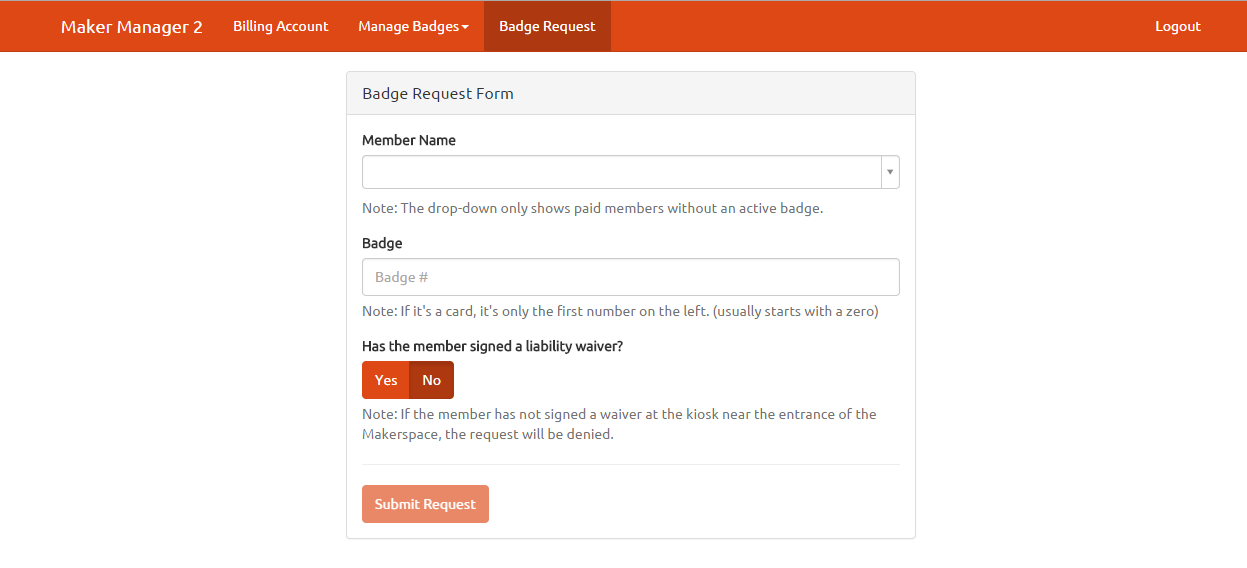 Maker Manager 2 Billing Account Manage Badges Badge Request Logout
Badge Request Form
Member Name
Note: The drop-down only shows paid members without an active badge.
Badge
Badge #
Note: If it's a card, it's only the first number on the left. (usually starts with a zero)
Has the member signed a liability waiver?
Yes No
Note: If the member has not signed a waiver at the kiosk near the entrance of the
Makerspace, the request will be denied.
Submit Request